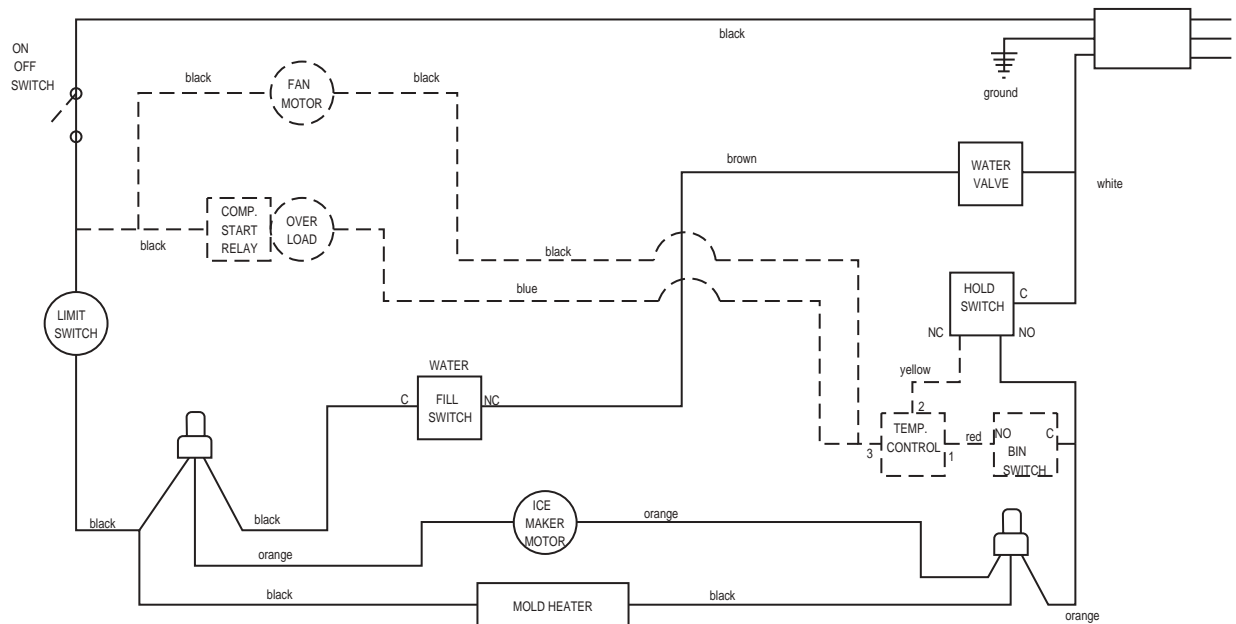 black
ON
OFF
SWITCH
black
FAN
MOTOR
black
ground
brown
WATER
VALVE
white
COMP.
START
RELAY
OVER
LOAD
black
black
blue
HOLD
SWITCH
C
NC
NO
LIMIT
SWITCH
WATER
C
FILL
SWITCH
NC
yellow
2
TEMP.
CONTROL
3
1
red
NO
C
BIN
SWITCH
black
black
orange
ICE
MAKER
MOTOR
orange
black
MOLD HEATER
black
orange